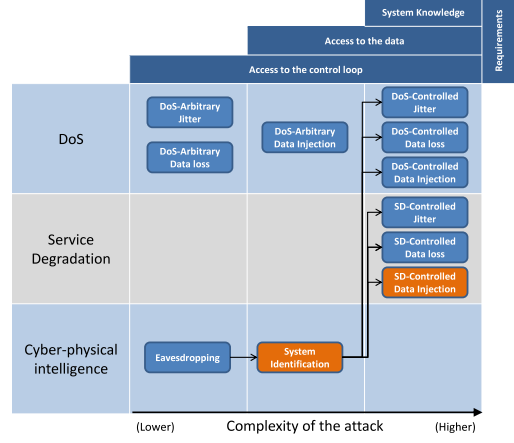 System Knowledge
Requirements
Access to the data
Access to the control loop
DoS
DoS-Arbitrary
Jitter
DoS-Arbitrary
Data loss
DoS-Arbitrary
Data Injection
DoS-Controlled
Jitter
DoS-Controlled
Data loss
DoS-Controlled
Data Injection
Service
Degradation
SD-Controlled
Jitter
SD-Controlled
Data loss
SD-Controlled
Data Injection
Cyber-physical
intelligence
Eavesdropping
System
Identification
(Lower)
Complexity of the attack
(Higher)